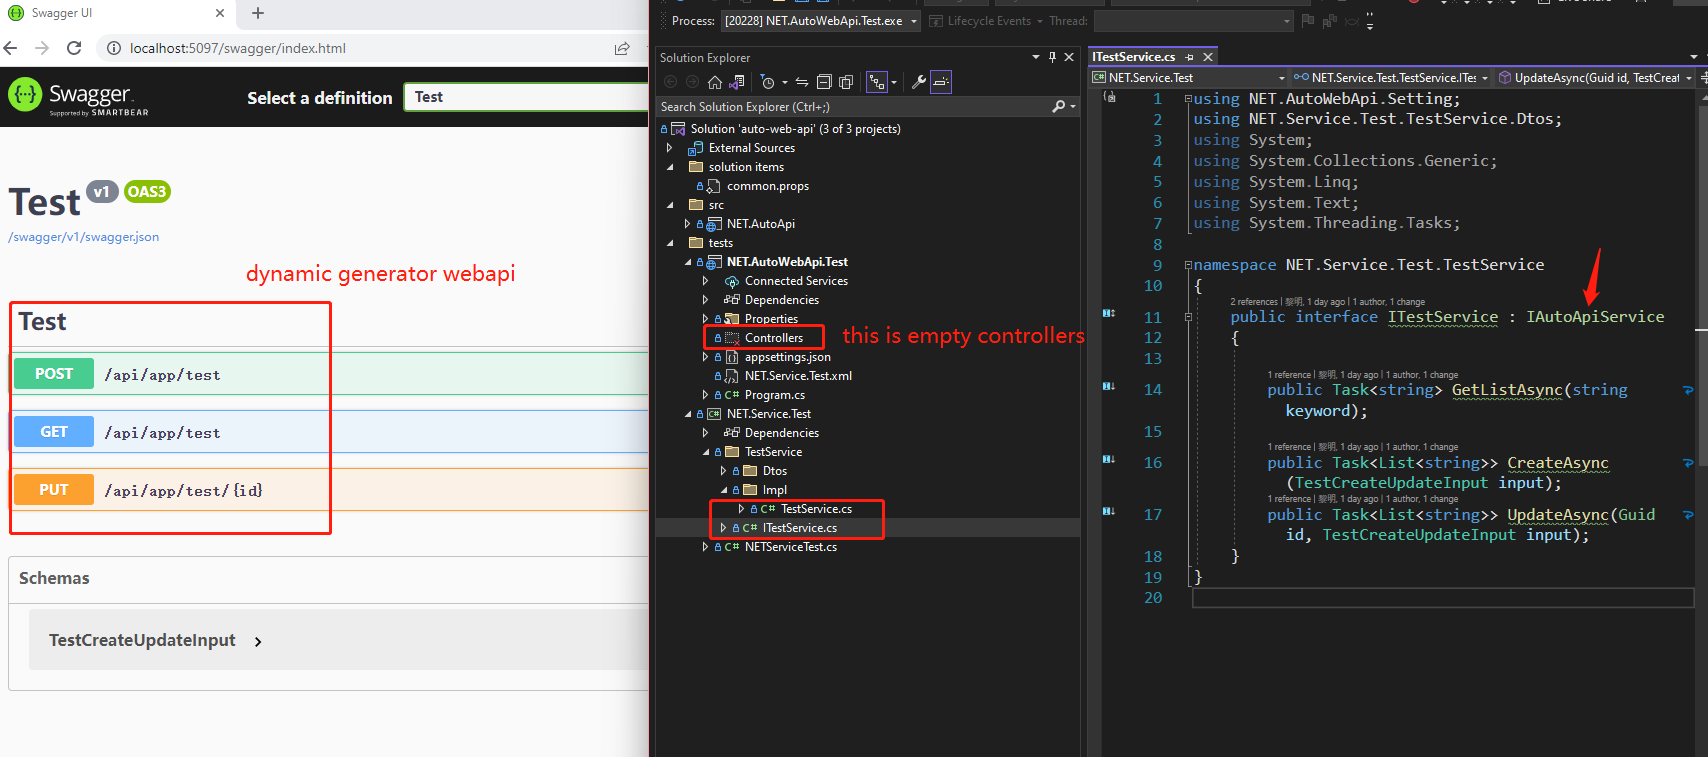 Swagger UI
localhost:5097/swagger/index.html
Swagger
Supported by SMARTBEAR
Select a definition
Test
Test v1 OAS3
/swagger/v1/swagger.json
dynamic generator webapi
Test
POST /api/app/test
GET /api/app/test
PUT /api/app/test/{id}
Schemas
TestCreateUpdateInput
Process: [20228] NET.AutoWebApi.Test.exe Lifecycle Events Thread:
Solution Explorer
Search Solution Explorer (Ctrl+;)
Solution 'auto-web-api' (3 of 3 projects)
External Sources
solution items
common.props
src
NET.AutoApi
tests
NET.AutoWebApi.Test
Connected Services
Dependencies
Properties
Controllers
this is empty controllers
appsettings.json
NET.Service.Test.xml
Program.cs
NET.Service.Test
Dependencies
TestService
Dtos
Impl
TestService.cs
ITestService.cs
NETServiceTest.cs
ITestService.cs
NET.Service.Test NET.Service.Test.TestService.ITes UpdateAsync(Guid id, TestCreat
1 using NET.AutoWebApi.Setting;
2 using NET.Service.Test.TestService.Dtos;
3 using System;
4 using System.Collections.Generic;
5 using System.Linq;
6 using System.Text;
7 using System.Threading.Tasks;
8
9 namespace NET.Service.Test.TestService
10 {
2 references | 黎明, 1 day ago | 1 author, 1 change
11 public interface ITestService : IAutoApiService
12 {
13
1 reference | 黎明, 1 day ago | 1 author, 1 change
14 public Task<string> GetListAsync(string
keyword);
15
1 reference | 黎明, 1 day ago | 1 author, 1 change
16 public Task<List<string>> CreateAsync
(TestCreateUpdateInput input);
1 reference | 黎明, 1 day ago | 1 author, 1 change
17 public Task<List<string>> UpdateAsync(Guid
id, TestCreateUpdateInput input);
18 }
19 }
20